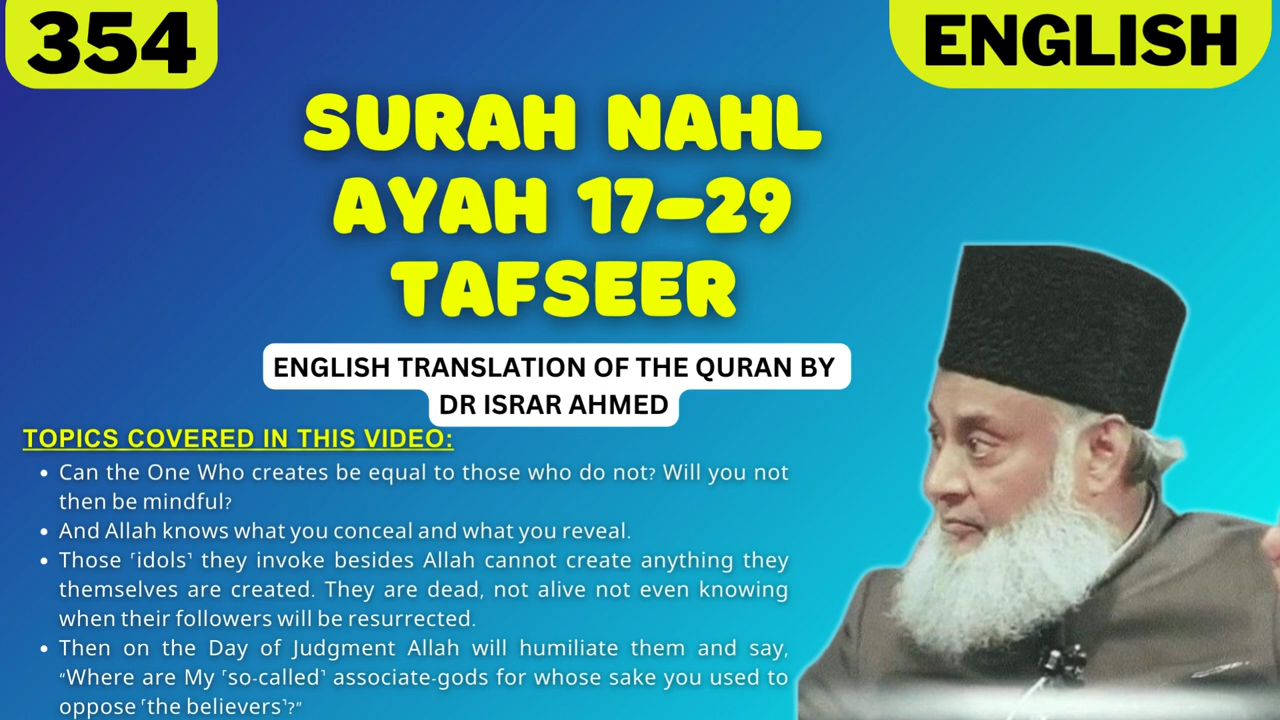 354
ENGLISH
SURAH NAHL
AYAH 17-29
TAFSEER
ENGLISH TRANSLATION OF THE QURAN BY
DR ISRAR AHMED
TOPICS COVERED IN THIS VIDEO:
• Can the One Who creates be equal to those who do not? Will you not
then be mindful?
• And Allah knows what you conceal and what you reveal.
• Those ˹idols˺ they invoke besides Allah cannot create anything they
themselves are created. They are dead, not alive not even knowing
when their followers will be resurrected.
• Then on the Day of Judgment Allah will humiliate them and say,
“Where are My ˹so-called˺ associate-gods for whose sake you used to
oppose ˹the believers˺?”